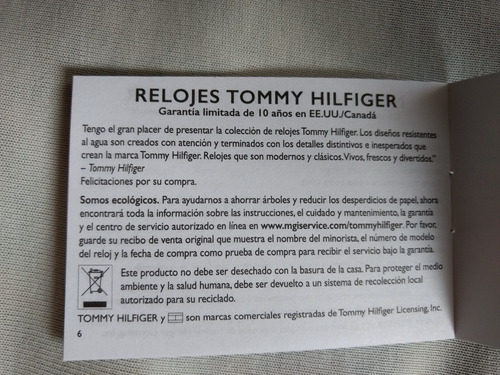 RELOJES TOMMY HILFIGER
Garantía limitada de 10 años en EE.UU./Canadá
Tengo el gran placer de presentar la colección de relojes Tommy Hilfiger. Los diseños resistentes
al agua son creados con atención y terminados con los detalles distintivos e inesperados que
crean la marca Tommy Hilfiger. Relojes que son modernos y clásicos. Vivos, frescos y divertidos."
– Tommy Hilfiger
Felicitaciones por su compra.
Somos ecológicos. Para ayudarnos a ahorrar árboles y reducir los desperdicios de papel, ahora
encontrará toda la información sobre las instrucciones, el cuidado y mantenimiento, la garantía
y el centro de servicio autorizado en línea en www.mgiservice.com/tommyhilfiger. Por favor,
guarde su recibo de venta original que muestra el nombre del minorista, el número de modelo
del reloj y la fecha de compra como prueba de compra para recibir el servicio bajo la garantía.
Este producto no debe ser desechado con la basura de la casa. Para proteger el medio
ambiente y la salud humana, debe ser devuelto a un sistema de recolección local
autorizado para su reciclado.
TOMMY HILFIGER y son marcas comerciales registradas de Tommy Hilfiger Licensing, Inc.
6